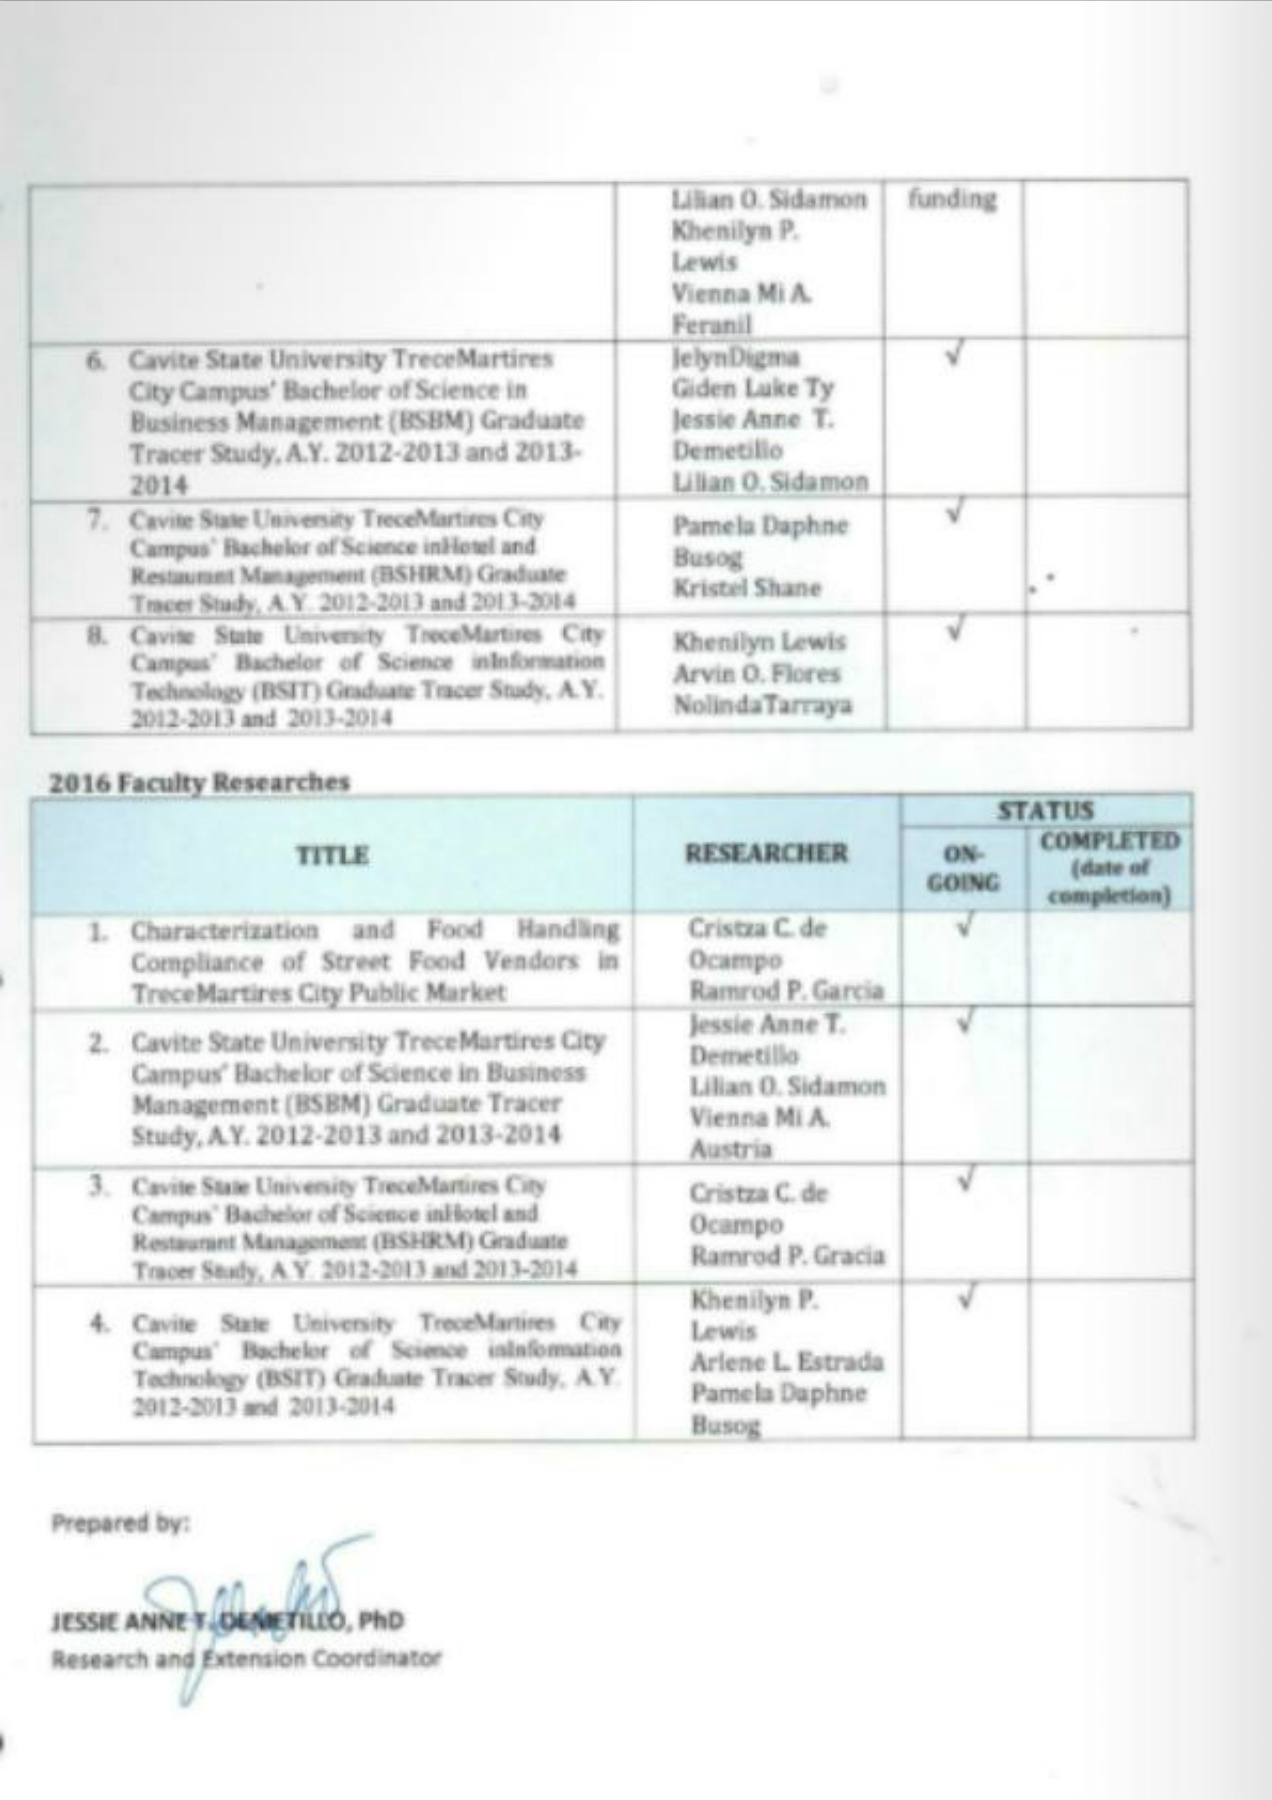 Lilian O. Sidamon
funding
Khenilyn P.
Lewis
Vienna Mi A.
Feranil
6. Cavite State University TreceMartires
City Campus' Bachelor of Science in
Business Management (BSBM) Graduate
Tracer Study, A.Y. 2012-2013 and 2013-
2014
JelynDigma
Giden Luke Ty
Jessie Anne T.
Demetillo
Lilian O. Sidamon
√
7. Cavite State University TreceMartires City
Campus' Bachelor of Science inHotel and
Restaurant Management (BSHRM) Graduate
Tracer Study, A.Y. 2012-2013 and 2013-2014
Pamela Daphne
Busog
Kristel Shane
√
8. Cavite State University TreceMartires City
Campus' Bachelor of Science inInformation
Technology (BSIT) Graduate Tracer Study, A.Y.
2012-2013 and 2013-2014
Khenilyn Lewis
Arvin O. Flores
NolindaTarraya
√
2016 Faculty Researches
TITLE
RESEARCHER
STATUS
ON-
GOING
COMPLETED
(date of
completion)
1. Characterization and Food Handling
Compliance of Street Food Vendors in
TreceMartires City Public Market
Cristza C. de
Ocampo
Ramrod P. Garcia
√
2. Cavite State University TreceMartires City
Campus' Bachelor of Science in Business
Management (BSBM) Graduate Tracer
Study, A.Y. 2012-2013 and 2013-2014
Jessie Anne T.
Demetillo
Lilian O. Sidamon
Vienna Mi A.
Austria
√
3. Cavite State University TreceMartires City
Campus' Bachelor of Science inHotel and
Restaurant Management (BSHRM) Graduate
Tracer Study, A.Y. 2012-2013 and 2013-2014
Cristza C. de
Ocampo
Ramrod P. Gracia
√
4. Cavite State University TreceMartires City
Campus' Bachelor of Science inInformation
Technology (BSIT) Graduate Tracer Study, A.Y.
2012-2013 and 2013-2014
Khenilyn P.
Lewis
Arlene L. Estrada
Pamela Daphne
Busog
√
Prepared by:
JESSIE ANNE T. DEMETILLO, PhD
Research and Extension Coordinator